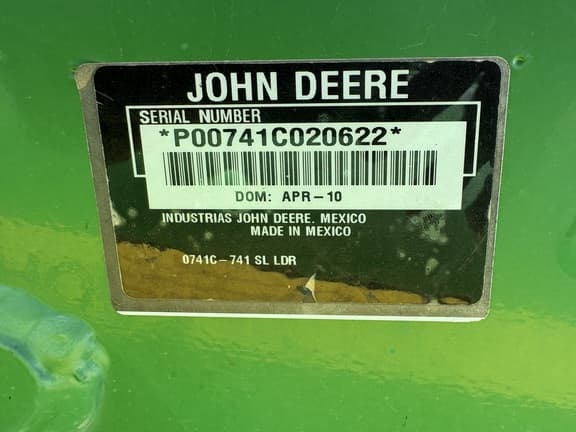 JOHN DEERE
SERIAL NUMBER
*P00741C020622*
DOM: APR-10
INDUSTRIAS JOHN DEERE. MEXICO
MADE IN MEXICO
0741C-741 SL LDR